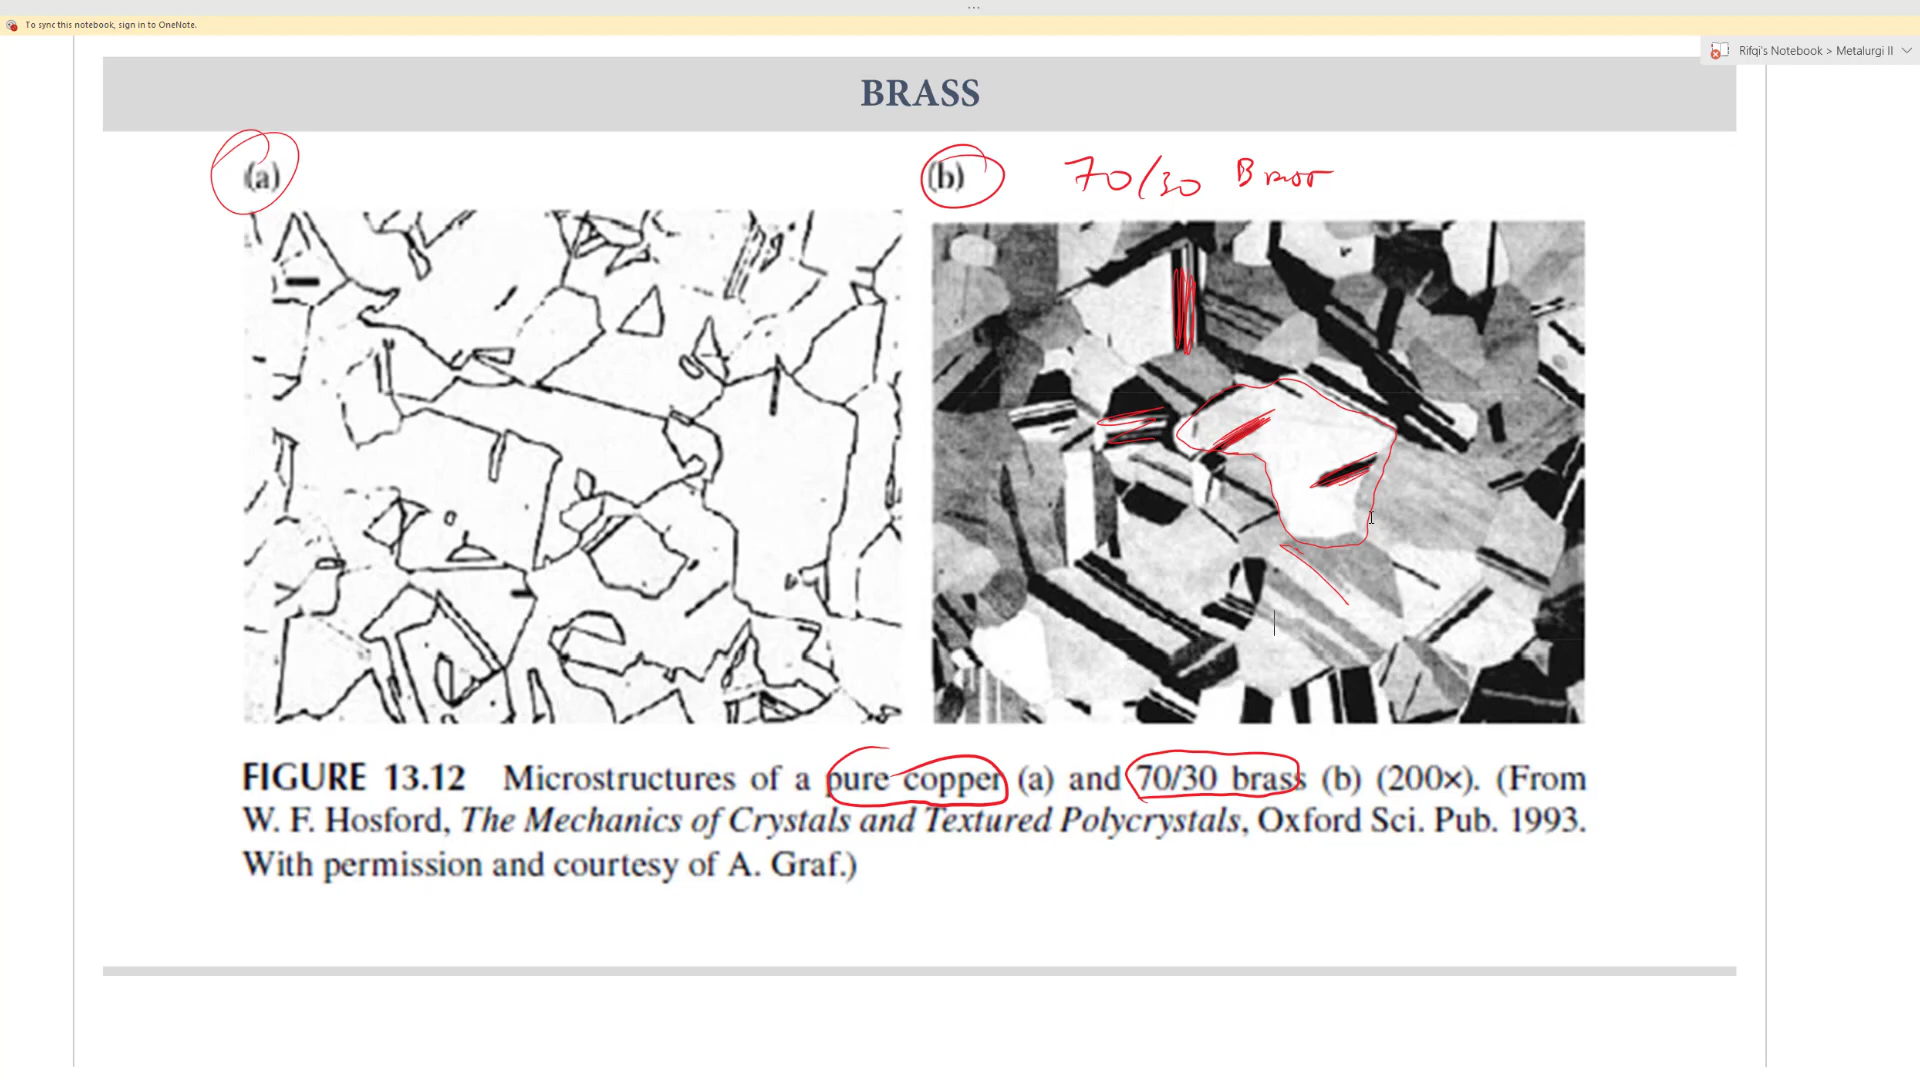 To sync this notebook, sign in to OneNote.
Rifqi's Notebook > Metalurgi II
BRASS
(a)
(b) 70/30 Brass
FIGURE 13.12 Microstructures of a pure copper (a) and 70/30 brass (b) (200×). (From
W. F. Hosford, The Mechanics of Crystals and Textured Polycrystals, Oxford Sci. Pub. 1993.
With permission and courtesy of A. Graf.)